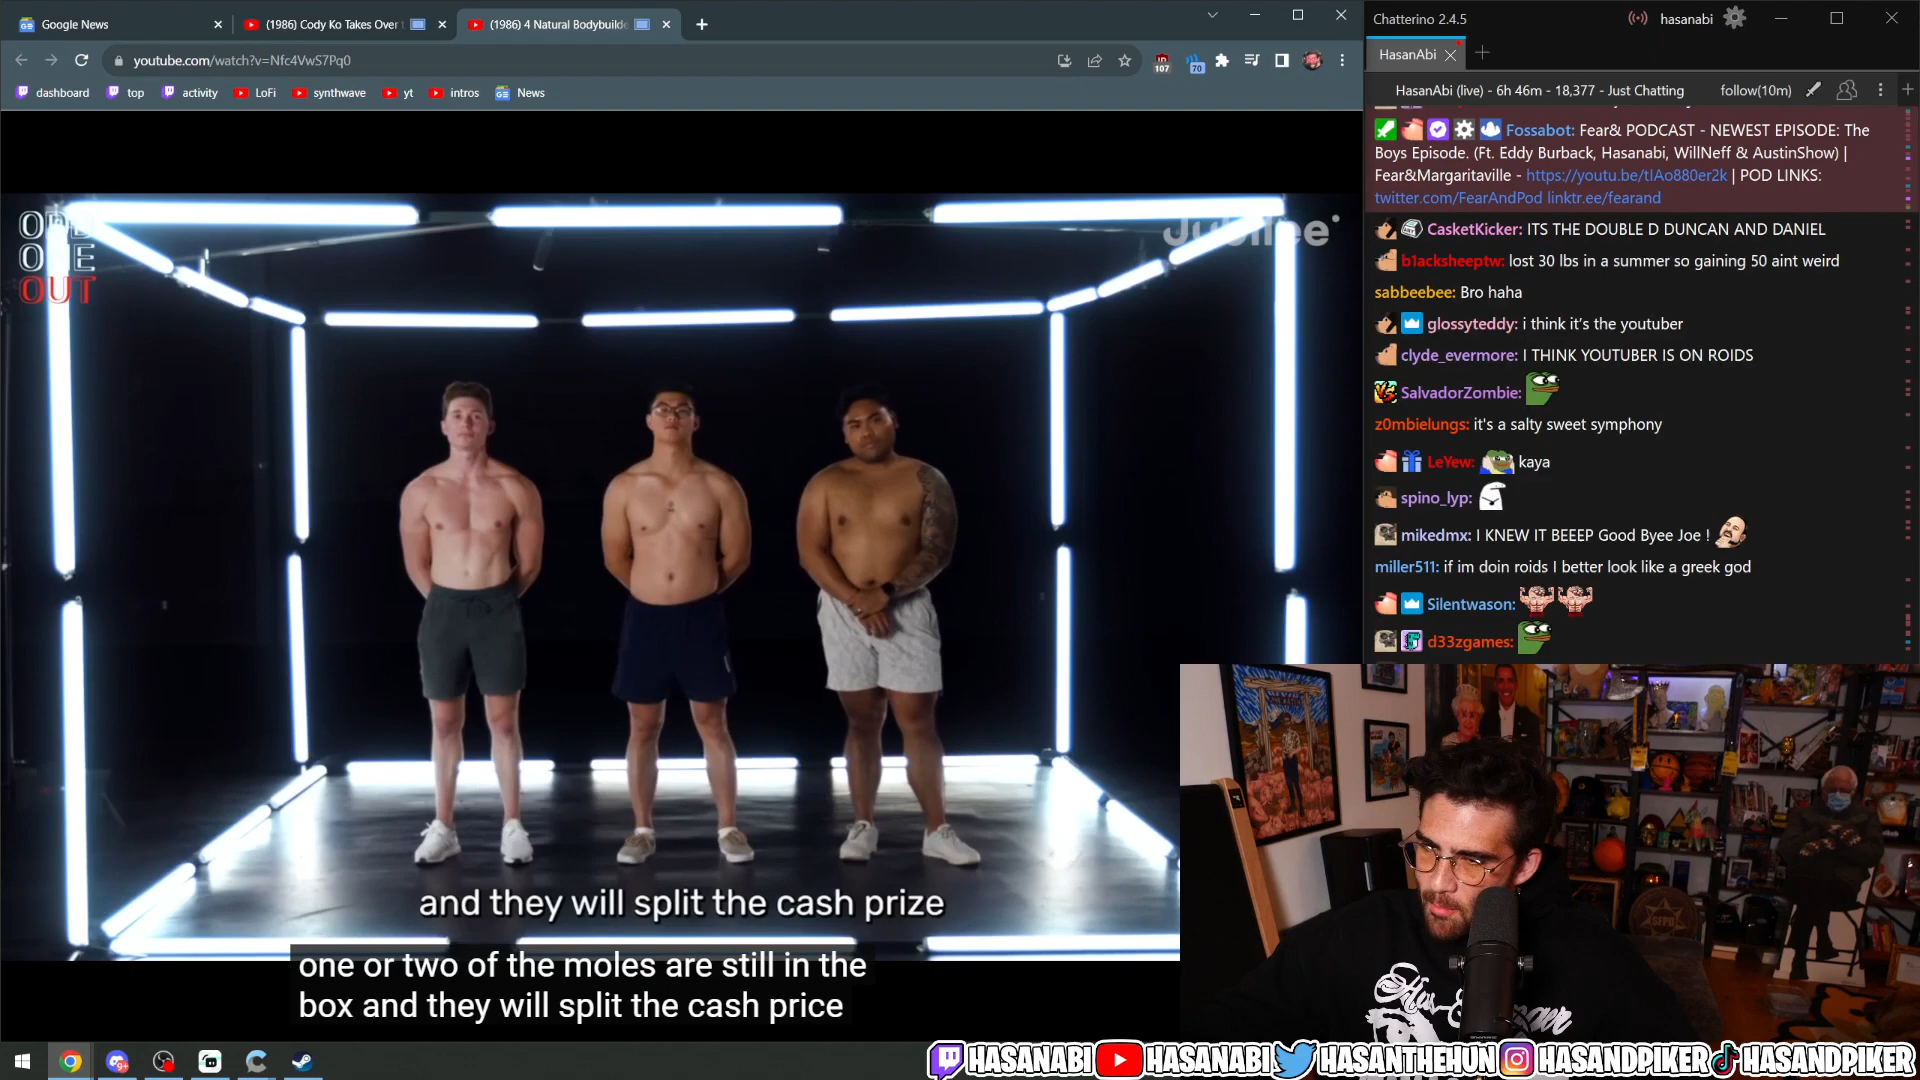 Google News
(1986) Cody Ko Takes Over
(1986) 4 Natural Bodybuilde
youtube.com/watch?v=Nfc4VwS7Pq0
107
70
dashboard
top
activity
LoFi
synthwave
yt
intros
News
ODD
ONE
OUT
Jubilee
and they will split the cash prize
one or two of the moles are still in the
box and they will split the cash price
Chatterino 2.4.5
hasanabi
HasanAbi
HasanAbi (live) - 6h 46m - 18,377 - Just Chatting
follow(10m)
Fossabot: Fear& PODCAST - NEWEST EPISODE: The
Boys Episode. (Ft. Eddy Burback, Hasanabi, WillNeff & AustinShow) |
Fear&Margaritaville - https://youtu.be/tIAo880er2k | POD LINKS:
twitter.com/FearAndPod linktr.ee/fearand
CasketKicker: ITS THE DOUBLE D DUNCAN AND DANIEL
b1acksheeptw: lost 30 lbs in a summer so gaining 50 aint weird
sabbeebee: Bro haha
glossyteddy: i think it's the youtuber
clyde_evermore: I THINK YOUTUBER IS ON ROIDS
SalvadorZombie:
z0mbielungs: it's a salty sweet symphony
LeYew: kaya
spino_lyp:
mikedmx: I KNEW IT BEEEP Good Byee Joe !
miller511: if im doin roids I better look like a greek god
Silentwason:
d33zgames:
HASANABI
HASANABI
HASANTHEHUN
HASANDPIKER
HASANDPIKER